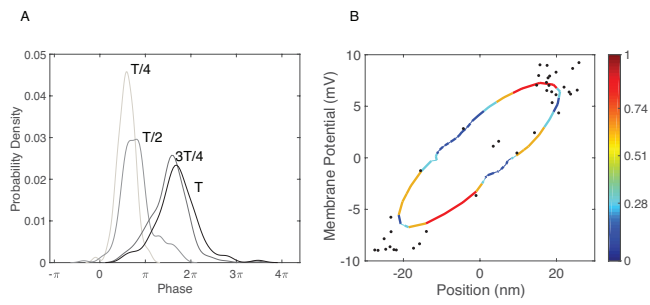 A
B
Probability Density
0.05
0.04
0.03
0.02
0.01
0
T/4
T/2
3T/4
T
-π
0
π
2π
3π
4π
Phase
Membrane Potential (mV)
10
5
0
-5
-10
-20
0
20
Position (nm)
1
0.74
0.51
0.28
0